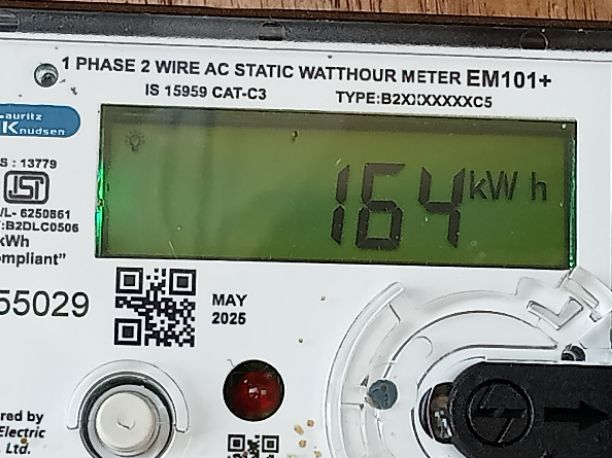 1 PHASE 2 WIRE AC STATIC WATTHOUR METER EM101+
IS 15959 CAT-C3 TYPE:B2XXXXXXXC5
auritz
Knudsen
S : 13779
/L- 6250861
:B2DLC0506
kWh
ompliant"
164 kWh
55029
MAY
2025
red by
Electric
. Ltd.